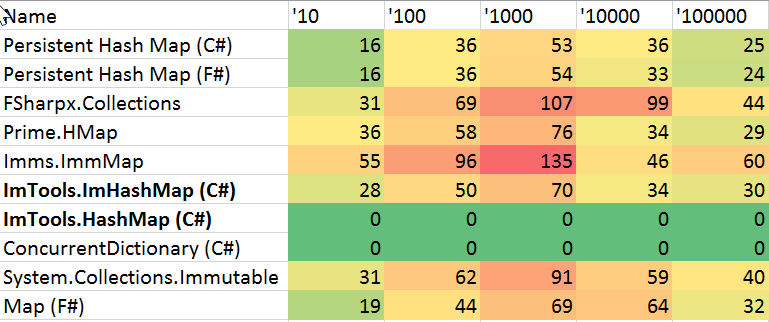 Name '10 '100 '1000 '10000 '100000
Persistent Hash Map (C#) 16 36 53 36 25
Persistent Hash Map (F#) 16 36 54 33 24
FSharpx.Collections 31 69 107 99 44
Prime.HMap 36 58 76 34 29
Imms.ImmMap 55 96 135 46 60
ImTools.ImHashMap (C#) 28 50 70 34 30
ImTools.HashMap (C#) 0 0 0 0 0
ConcurrentDictionary (C#) 0 0 0 0 0
System.Collections.Immutable 31 62 91 59 40
Map (F#) 19 44 69 64 32